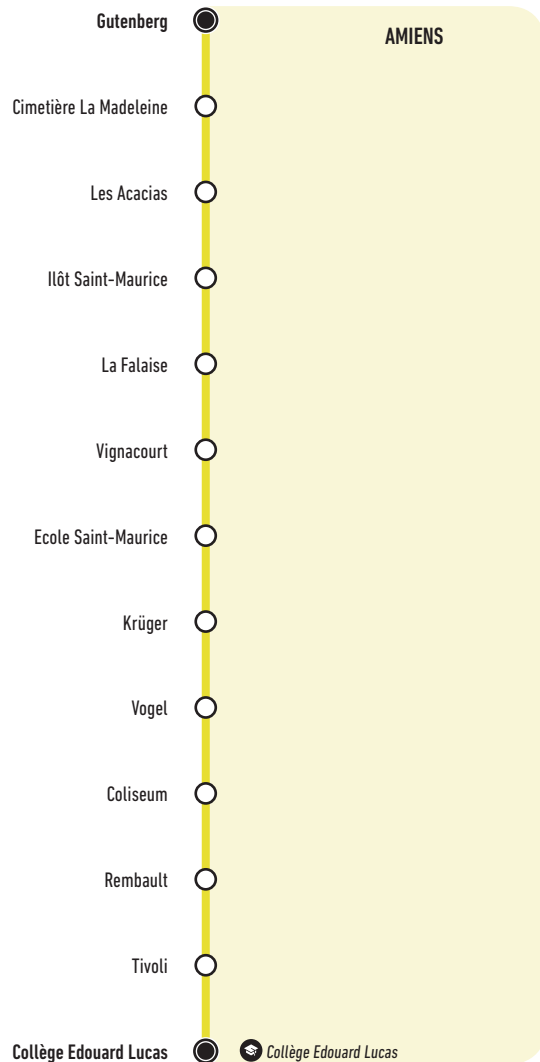 Gutenberg
AMIENS
Cimetière La Madeleine
Les Acacias
Ilôt Saint-Maurice
La Falaise
Vignacourt
Ecole Saint-Maurice
Krüger
Vogel
Coliseum
Rembault
Tivoli
Collège Edouard Lucas
Collège Edouard Lucas